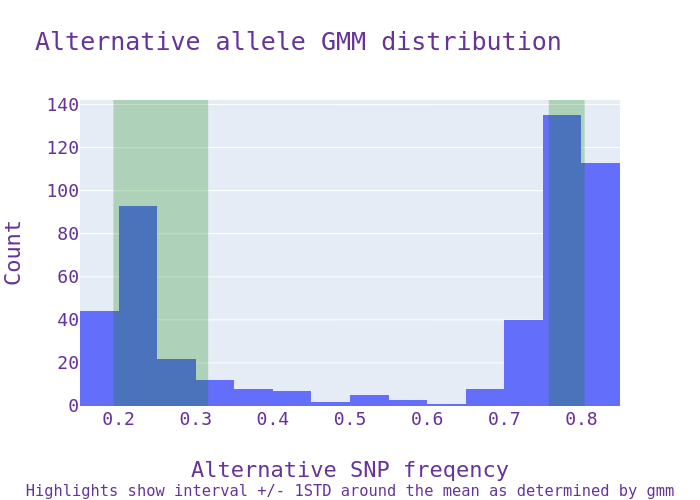 Alternative allele GMM distribution
140
120
100
80
60
40
20
0
Count
0.2 0.3 0.4 0.5 0.6 0.7 0.8
Alternative SNP freqency
Highlights show interval +/- 1STD around the mean as determined by gmm